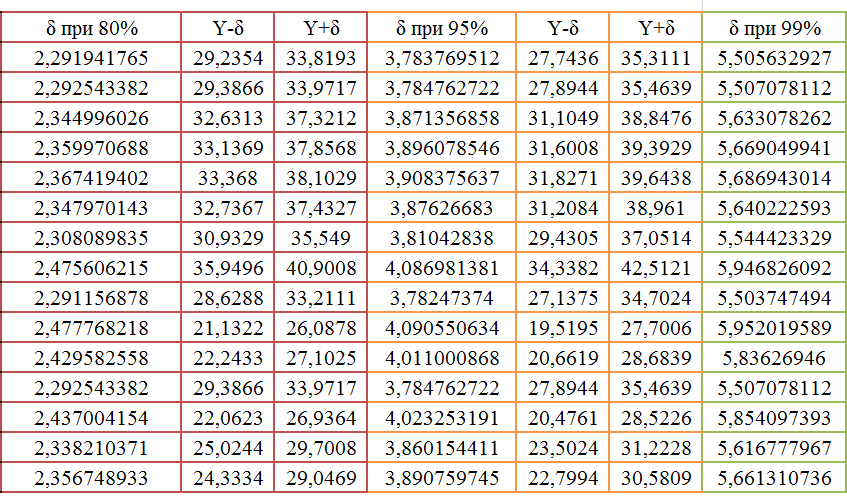 δ при 80% Y-δ Y+δ δ при 95% Y-δ Y+δ δ при 99%
2,291941765 29,2354 33,8193 3,783769512 27,7436 35,3111 5,505632927
2,292543382 29,3866 33,9717 3,784762722 27,8944 35,4639 5,507078112
2,344996026 32,6313 37,3212 3,871356858 31,1049 38,8476 5,633078262
2,359970688 33,1369 37,8568 3,896078546 31,6008 39,3929 5,669049941
2,367419402 33,368 38,1029 3,908375637 31,8271 39,6438 5,686943014
2,347970143 32,7367 37,4327 3,87626683 31,2084 38,961 5,640222593
2,308089835 30,9329 35,549 3,81042838 29,4305 37,0514 5,544423329
2,475606215 35,9496 40,9008 4,086981381 34,3382 42,5121 5,946826092
2,291156878 28,6288 33,2111 3,78247374 27,1375 34,7024 5,503747494
2,477768218 21,1322 26,0878 4,090550634 19,5195 27,7006 5,952019589
2,429582558 22,2433 27,1025 4,011000868 20,6619 28,6839 5,83626946
2,292543382 29,3866 33,9717 3,784762722 27,8944 35,4639 5,507078112
2,437004154 22,0623 26,9364 4,023253191 20,4761 28,5226 5,854097393
2,338210371 25,0244 29,7008 3,860154411 23,5024 31,2228 5,616777967
2,356748933 24,3334 29,0469 3,890759745 22,7994 30,5809 5,661310736